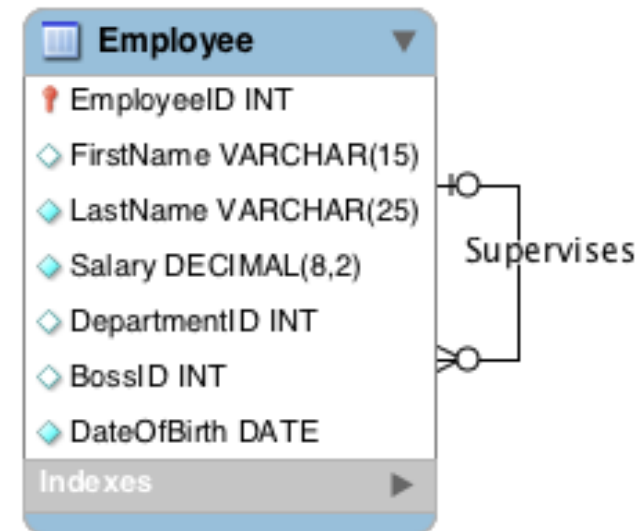 Employee
EmployeeID INT
FirstName VARCHAR(15)
LastName VARCHAR(25)
Salary DECIMAL(8,2)
DepartmentID INT
BossID INT
DateOfBirth DATE
Indexes
Supervises